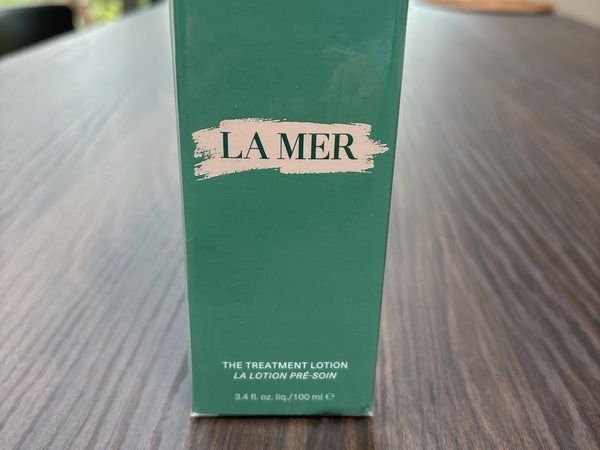 LA MER
THE TREATMENT LOTION
LA LOTION PRÉ-SOIN
3.4 fl. oz. liq./100 ml ℮